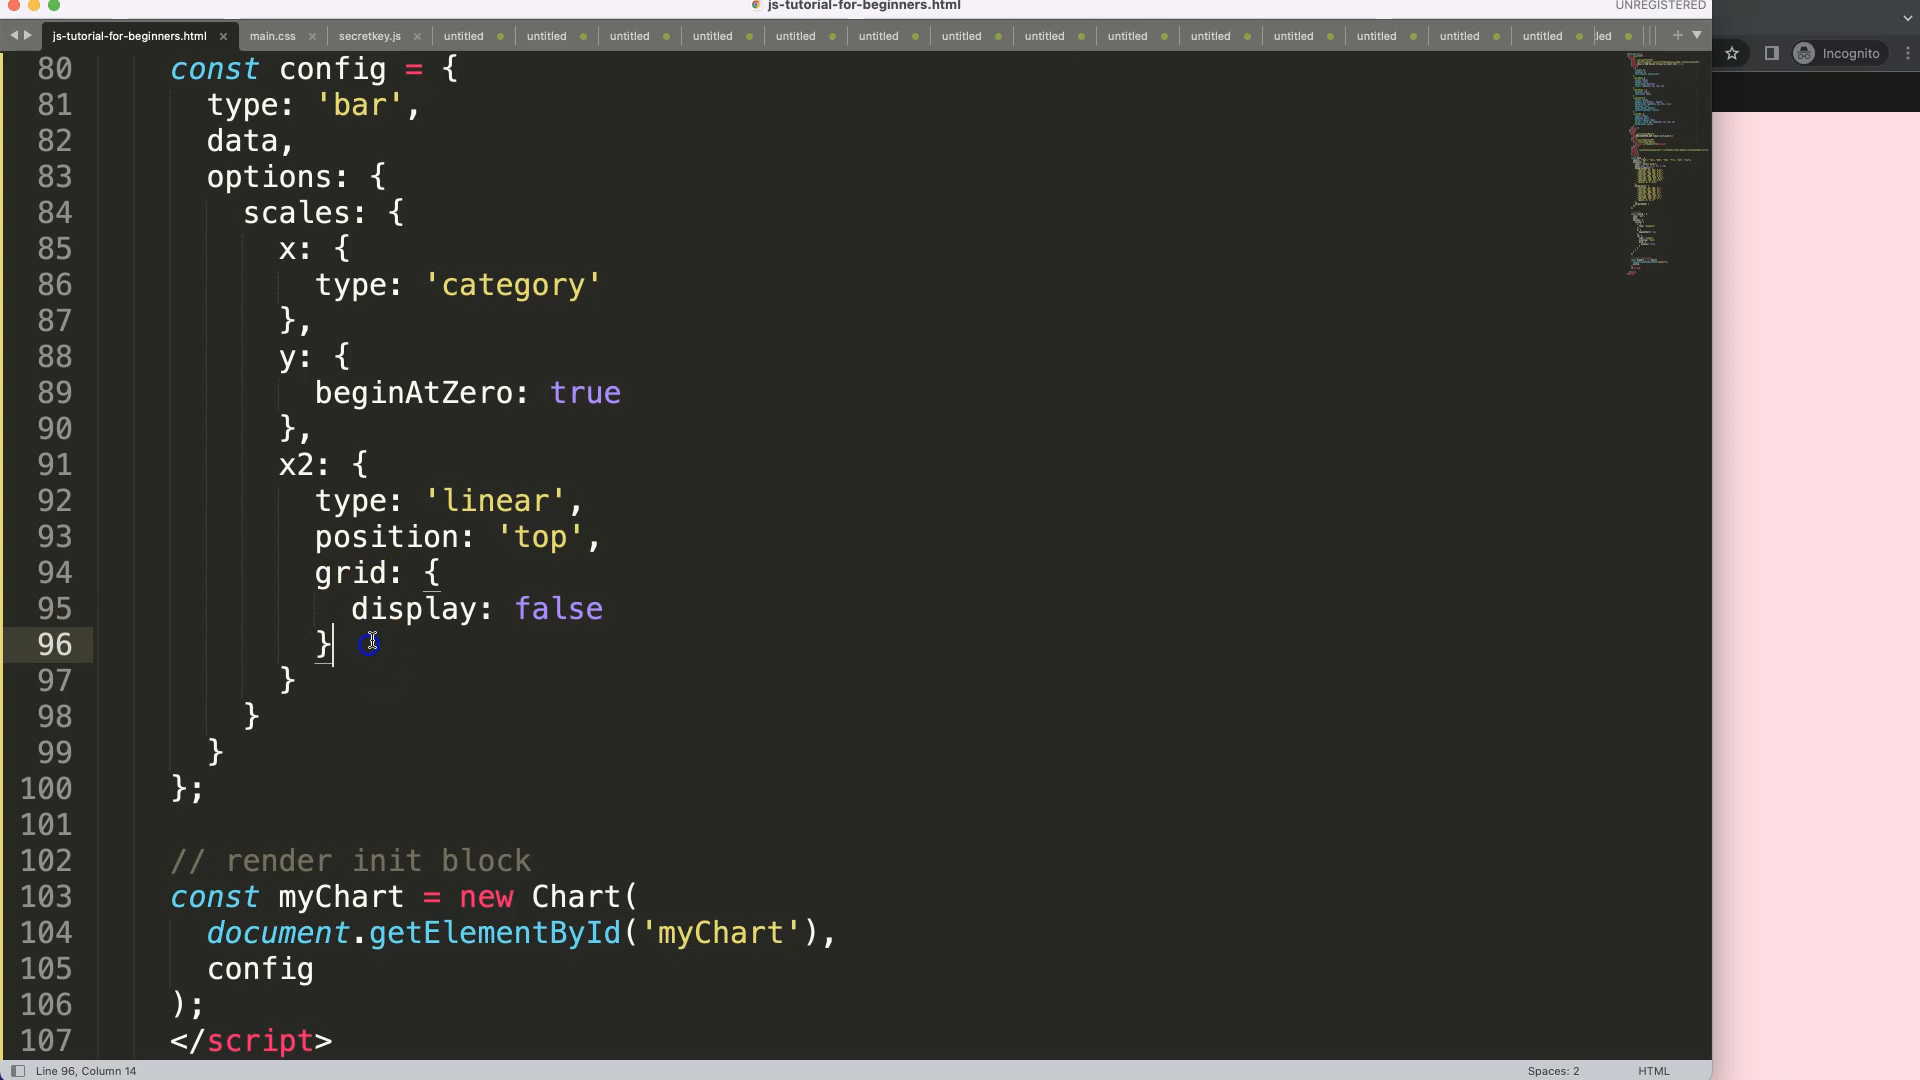 js-tutorial-for-beginners.html
UNREGISTERED
js-tutorial-for-beginners.html × main.css × secretkey.js × untitled untitled untitled untitled untitled untitled untitled untitled untitled untitled untitled untitled untitled untitled led
Incognito
80 const config = {
81 type: 'bar',
82 data,
83 options: {
84 scales: {
85 x: {
86 type: 'category'
87 },
88 y: {
89 beginAtZero: true
90 },
91 x2: {
92 type: 'linear',
93 position: 'top',
94 grid: {
95 display: false
96 }
97 }
98 }
99 }
100 };
101
102 // render init block
103 const myChart = new Chart(
104 document.getElementById('myChart'),
105 config
106 );
107 </script>
Line 96, Column 14
Spaces: 2
HTML